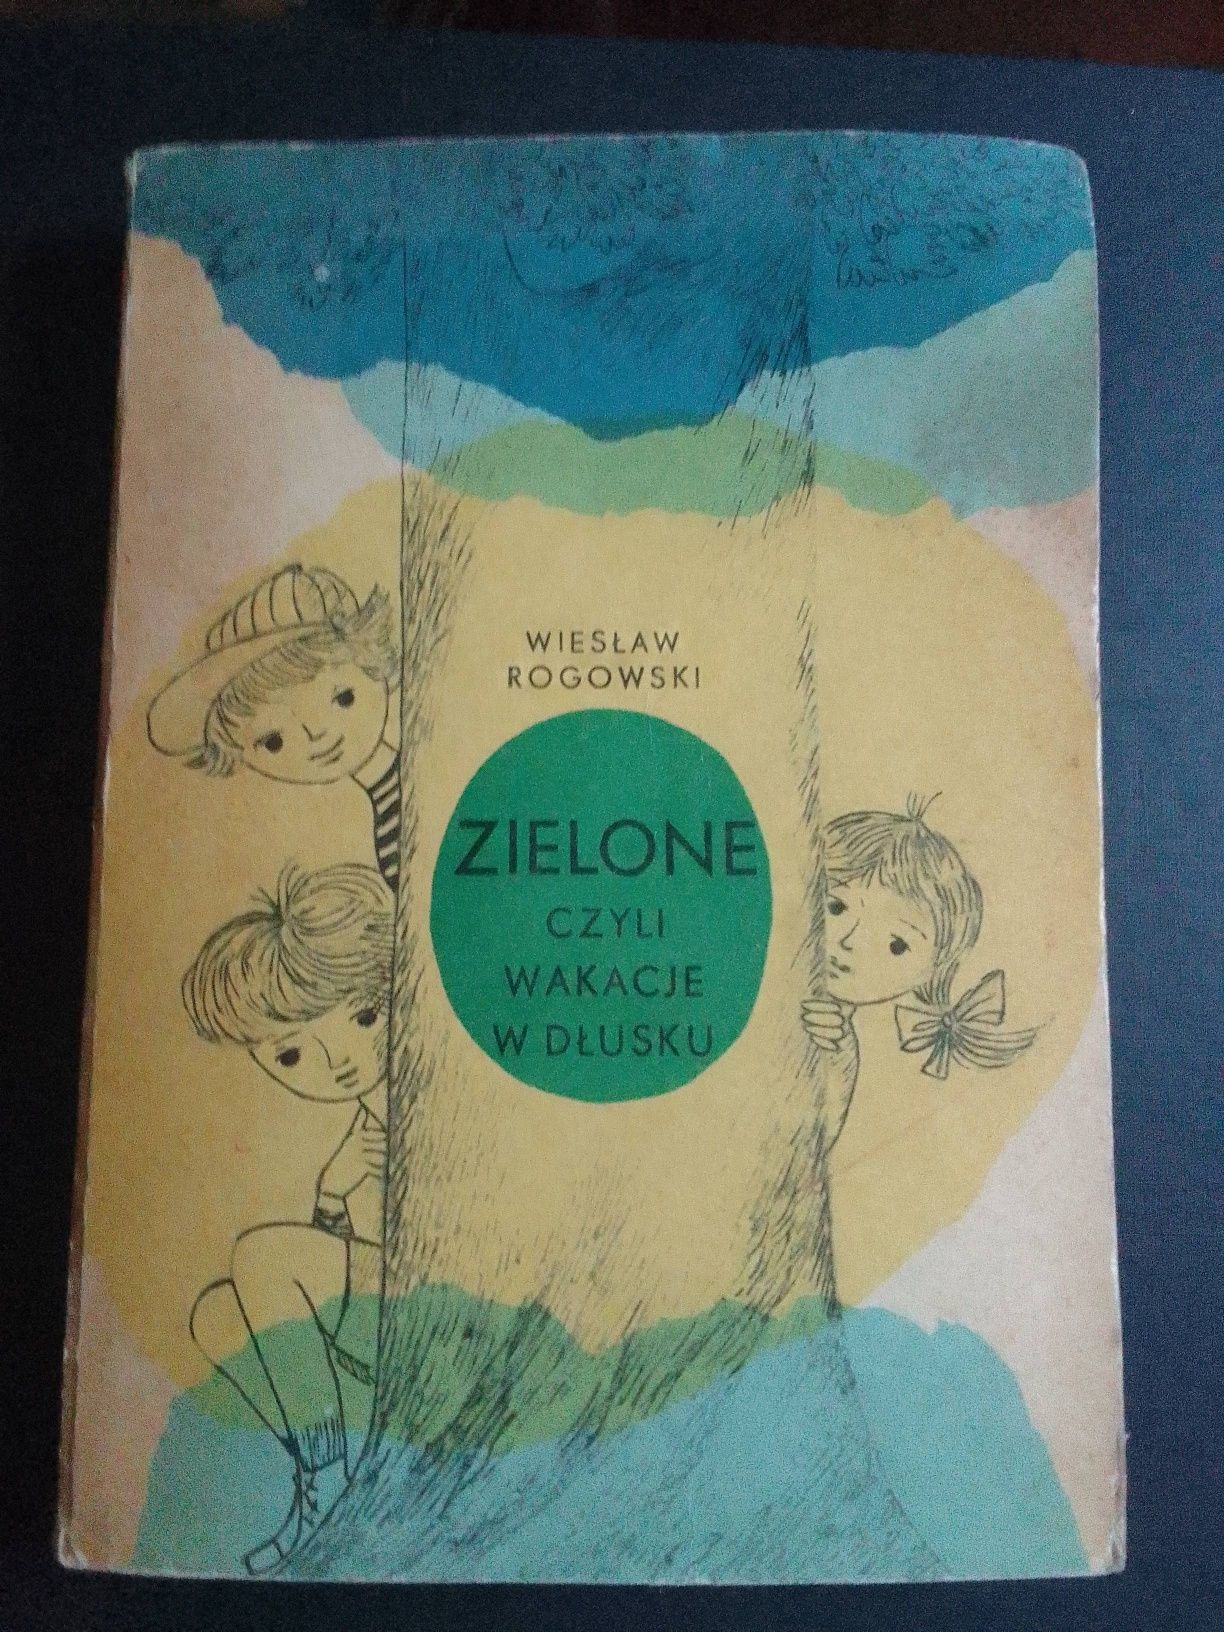 WIESŁAW
ROGOWSKI
ZIELONE
CZYLI
WAKACJE
W DŁUSKU